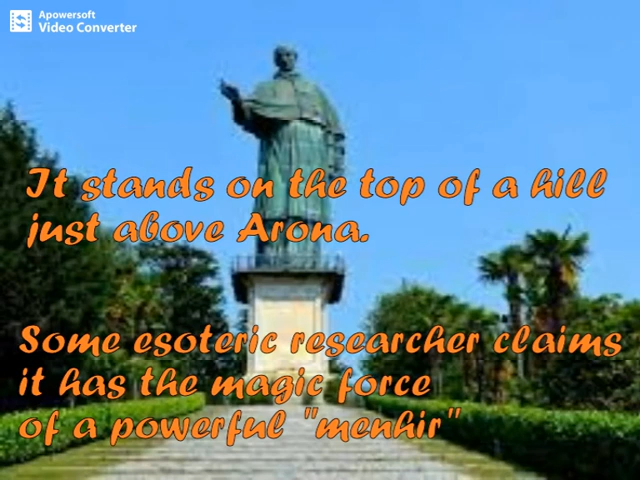 Apowersoft
Video Converter
It stands on the top of a hill
just above Arona.
Some esoteric researcher claims
it has the magic force
of a powerful "menhir"